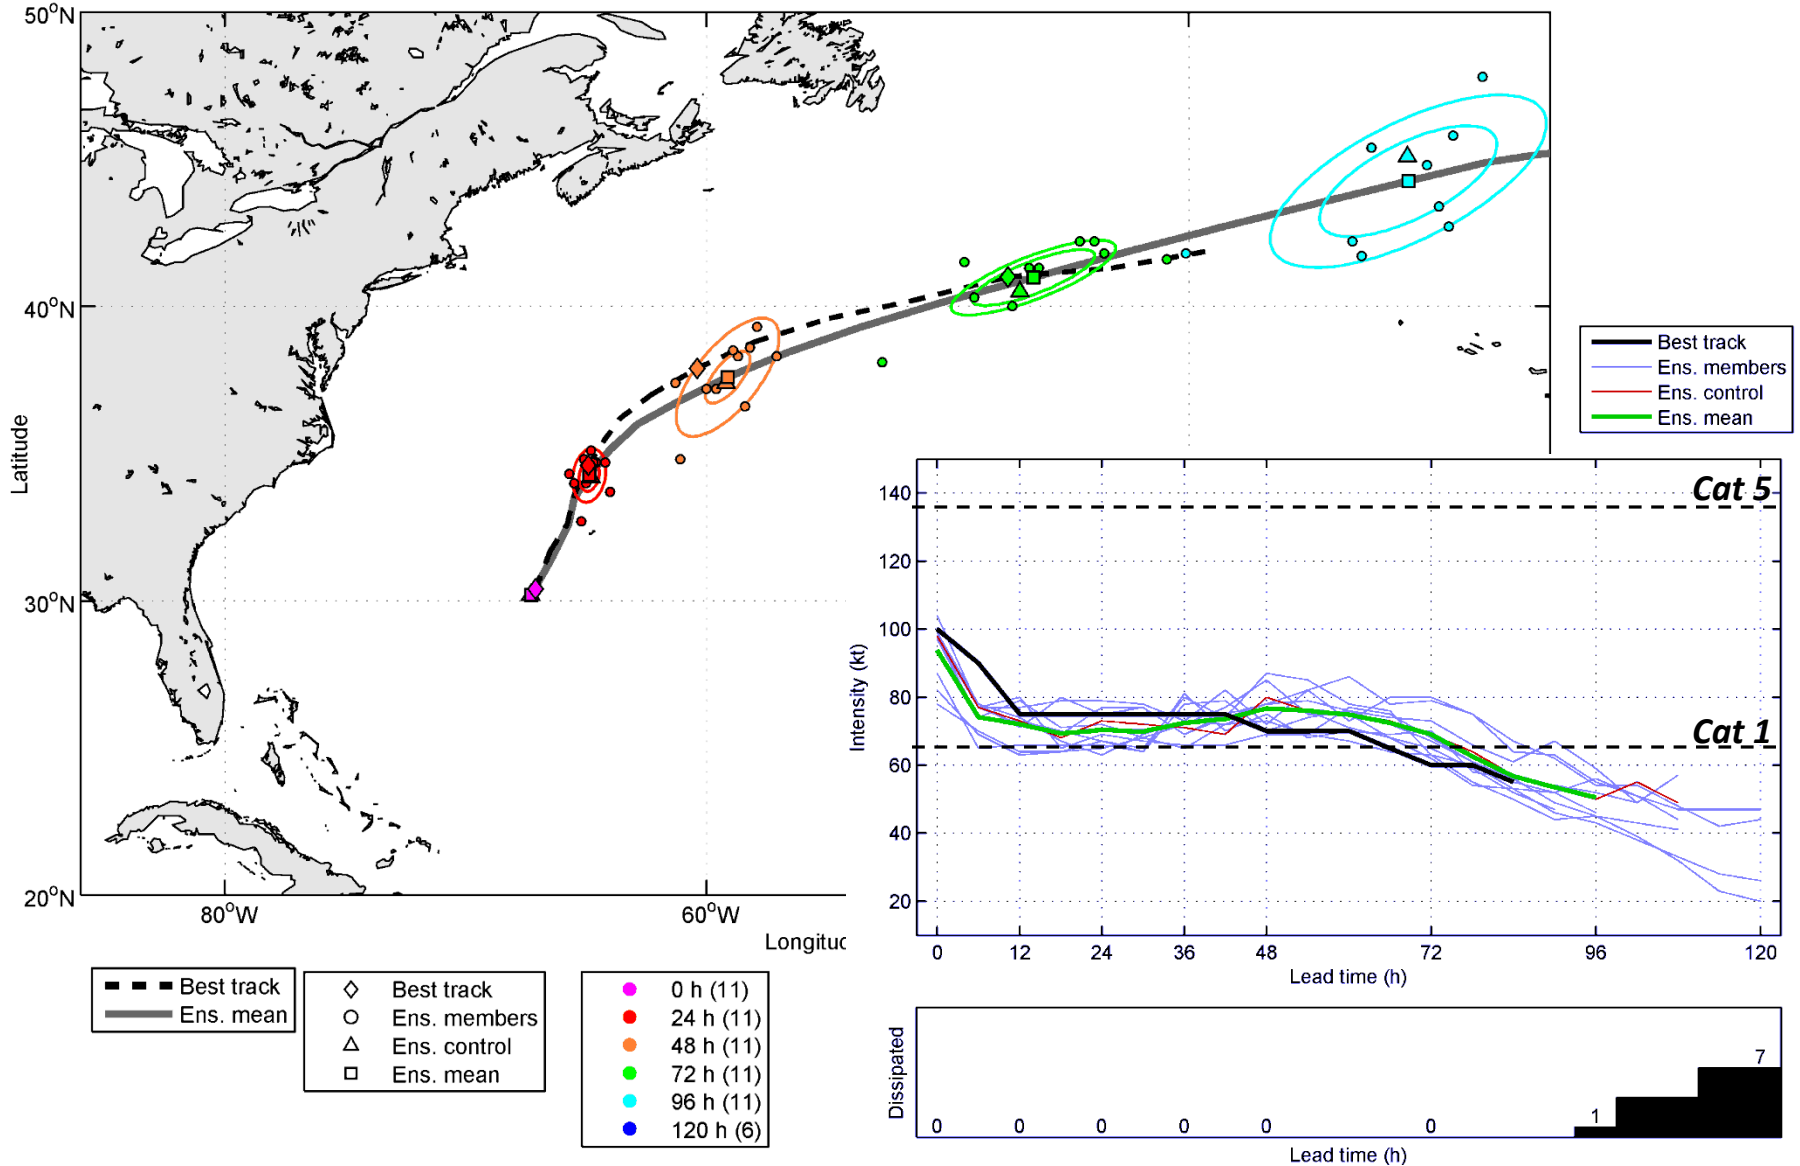 50°N
40°N
30°N
20°N
Latitude
80°W
60°W
Longituc
Best track
Ens. mean
Best track
Ens. members
Ens. control
Ens. mean
0 h (11)
24 h (11)
48 h (11)
72 h (11)
96 h (11)
120 h (6)
Best track
Ens. members
Ens. control
Ens. mean
Cat 5
Cat 1
Intensity (kt)
140
120
100
80
60
40
20
0 12 24 36 48 72 96 120
Lead time (h)
Dissipated
0 0 0 0 0 0 1 7
Lead time (h)